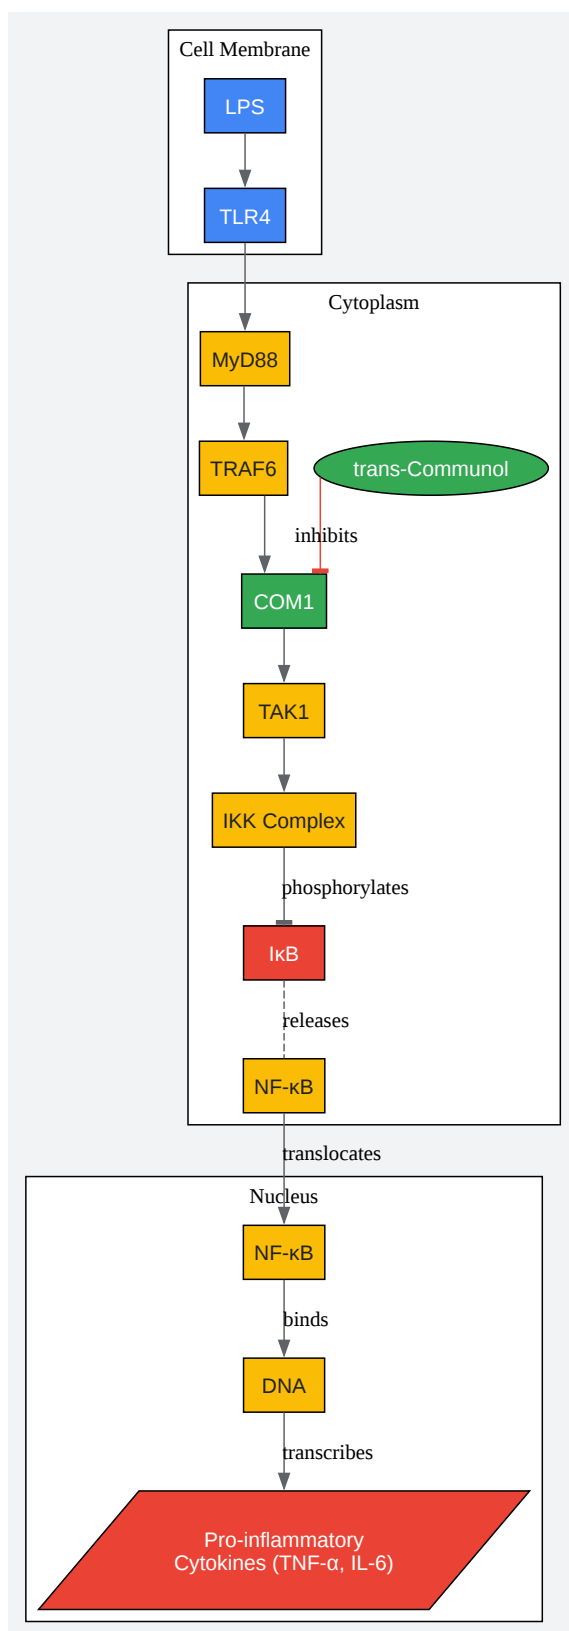 Cell Membrane
LPS
TLR4
Cytoplasm
MyD88
TRAF6
trans-Communol
inhibits
COM1
TAK1
IKK Complex
phosphorylates
IκB
releases
NF-κB
translocates
Nucleus
NF-κB
binds
DNA
transcribes
Pro-inflammatory
Cytokines (TNF-α, IL-6)